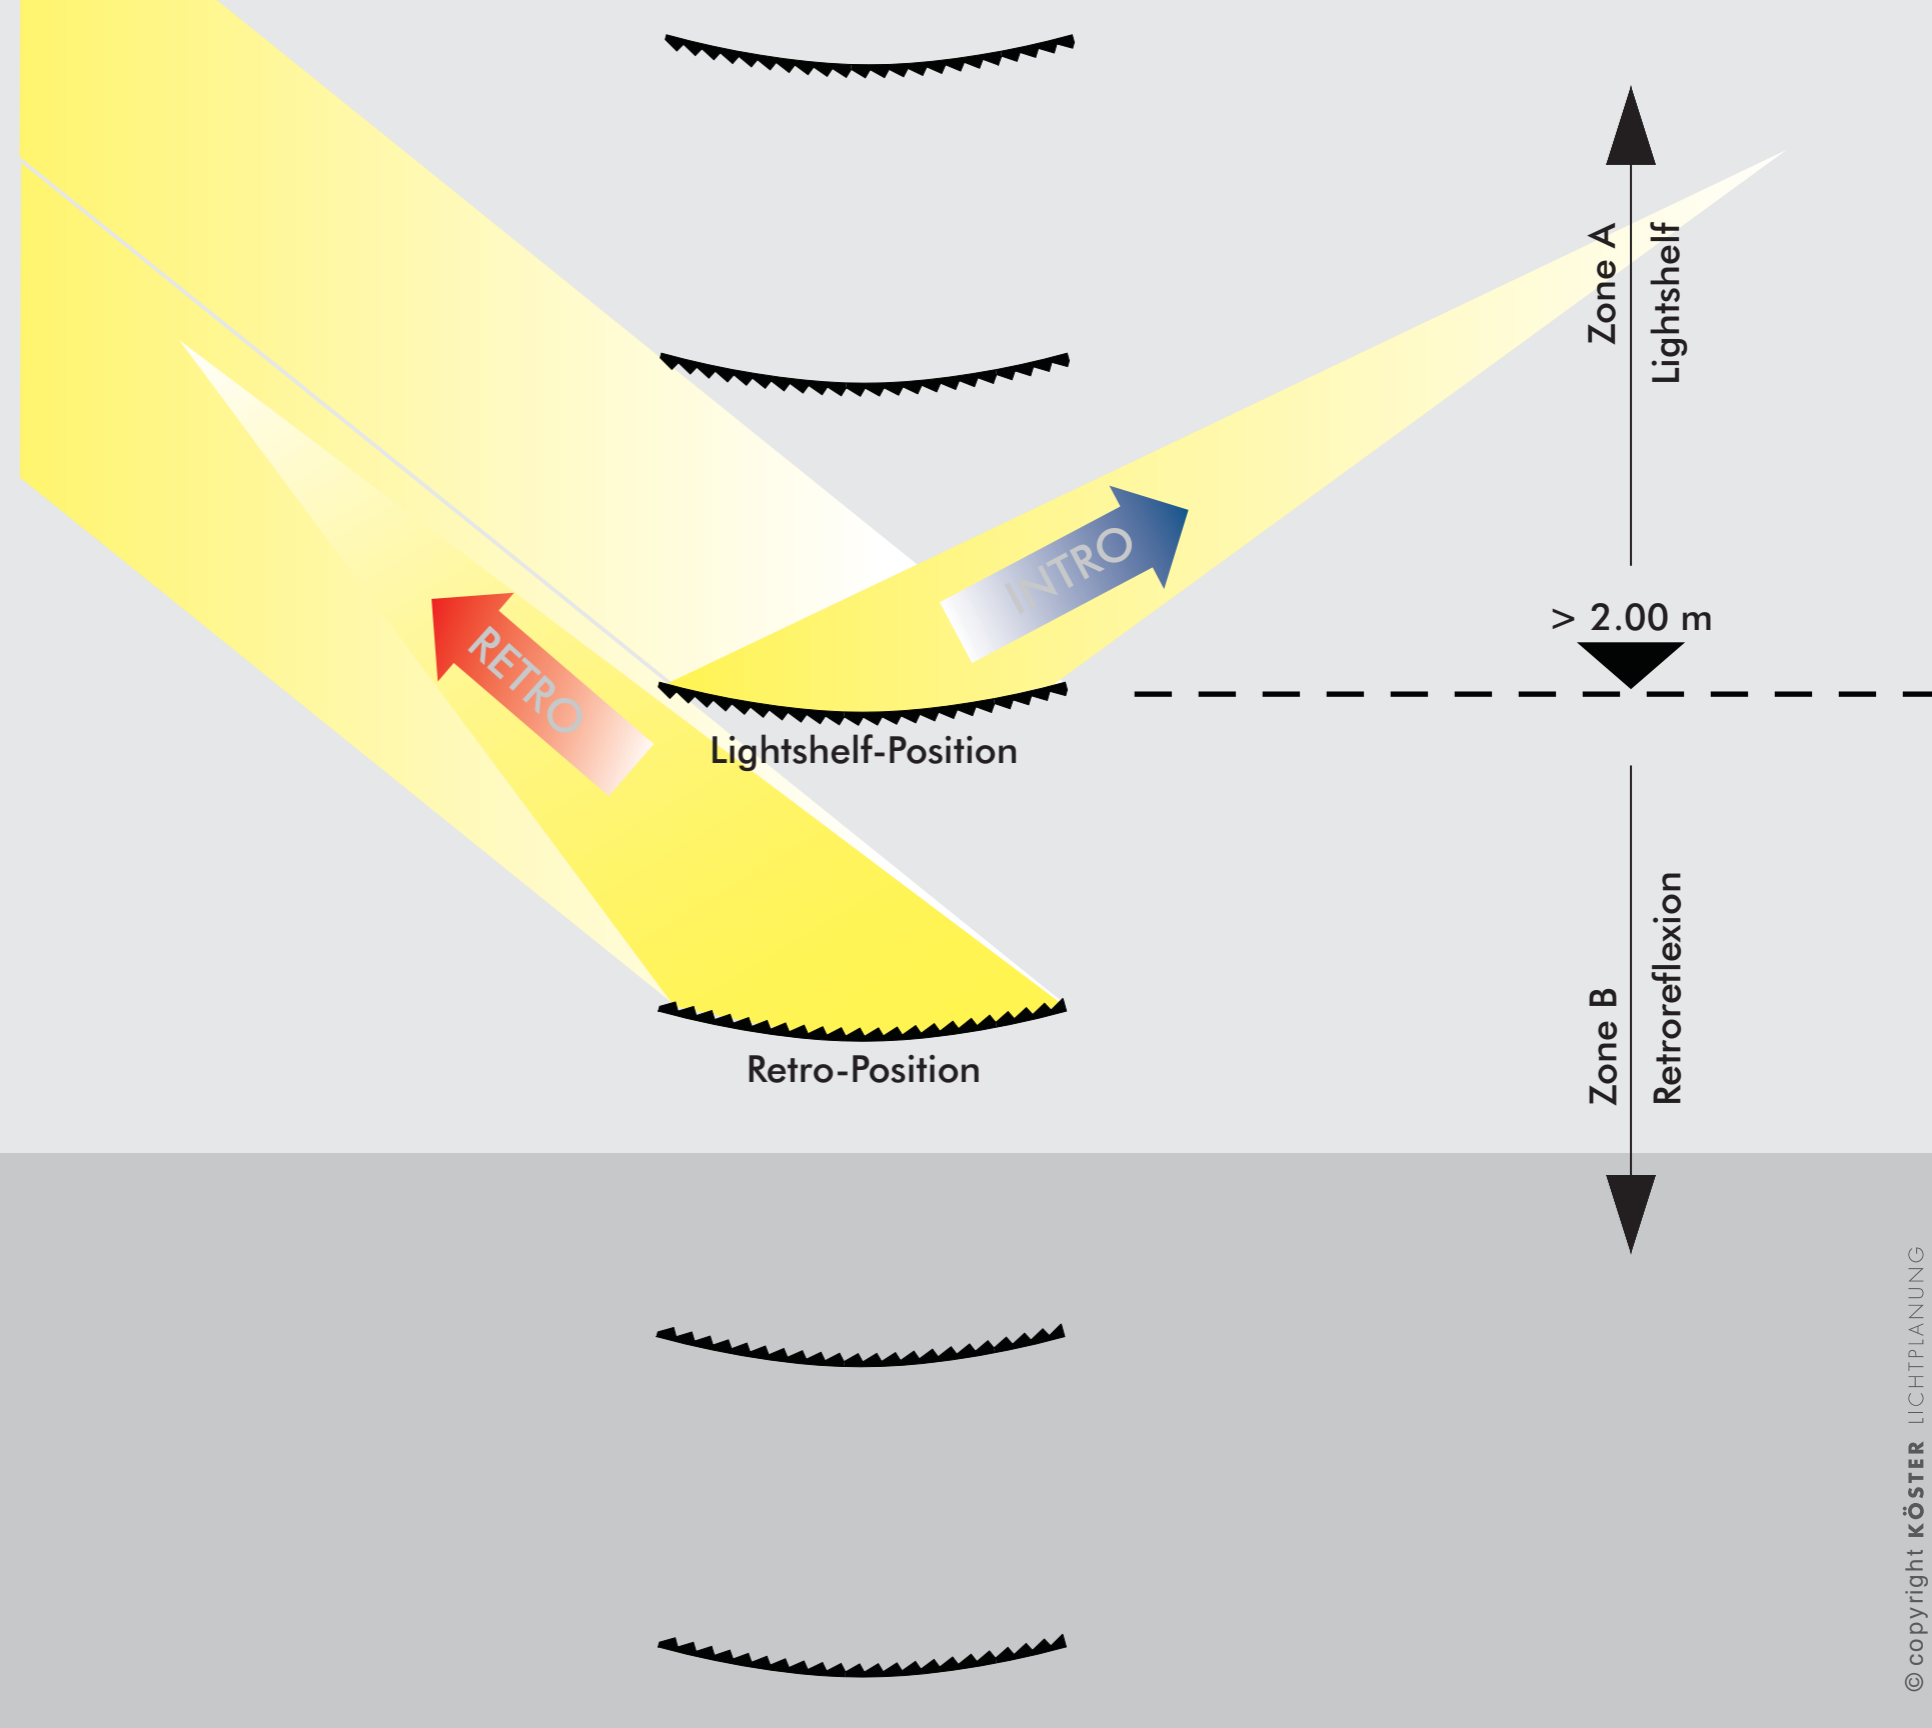 Zone A
Lightshelf
INTRO
> 2.00 m
RETRO
Lightshelf-Position
Zone B
Retroreflexion
Retro-Position
© copyright KÖSTER LICHTPLANUNG